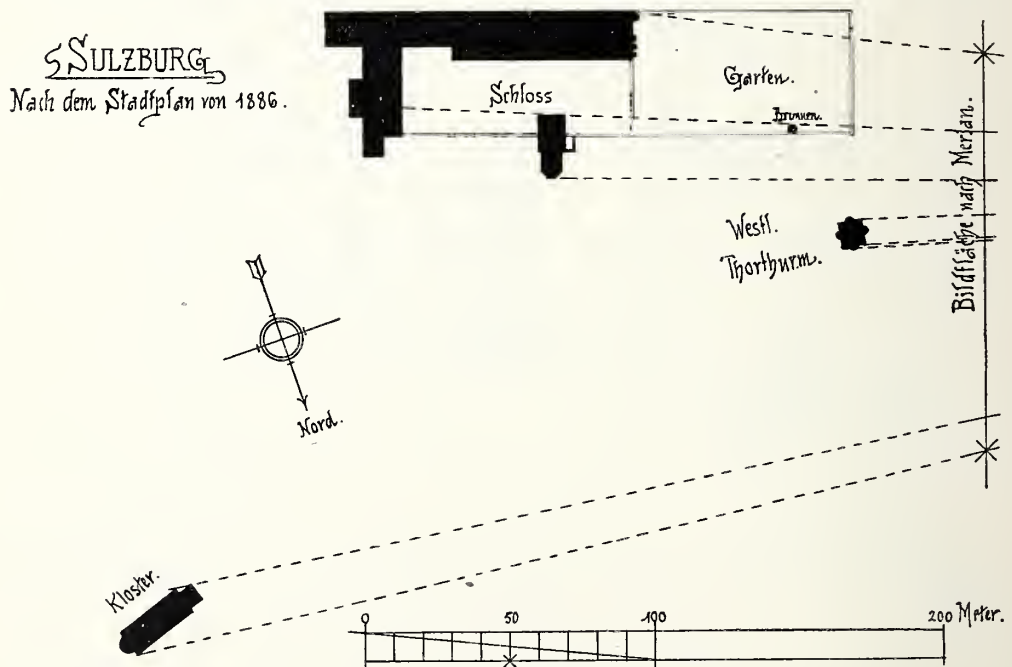 SULZBURG
Nach dem Stadtplan von 1886.
Schloss
Garten.
Brunnen.
Westl.
Thorthurm.
Bildfläche nach Merian.
Nord.
Kloster.
0 50 100 200 Meter.